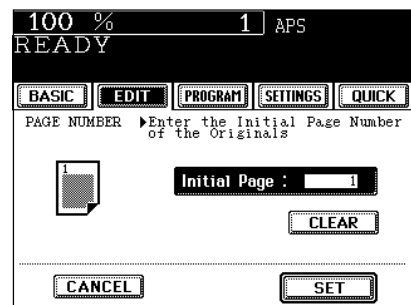 100 % 1 APS
READY
BASIC EDIT PROGRAM SETTINGS QUICK
PAGE NUMBER ▶Enter the Initial Page Number
of the Originals
1
Initial Page : 1
CLEAR
CANCEL SET